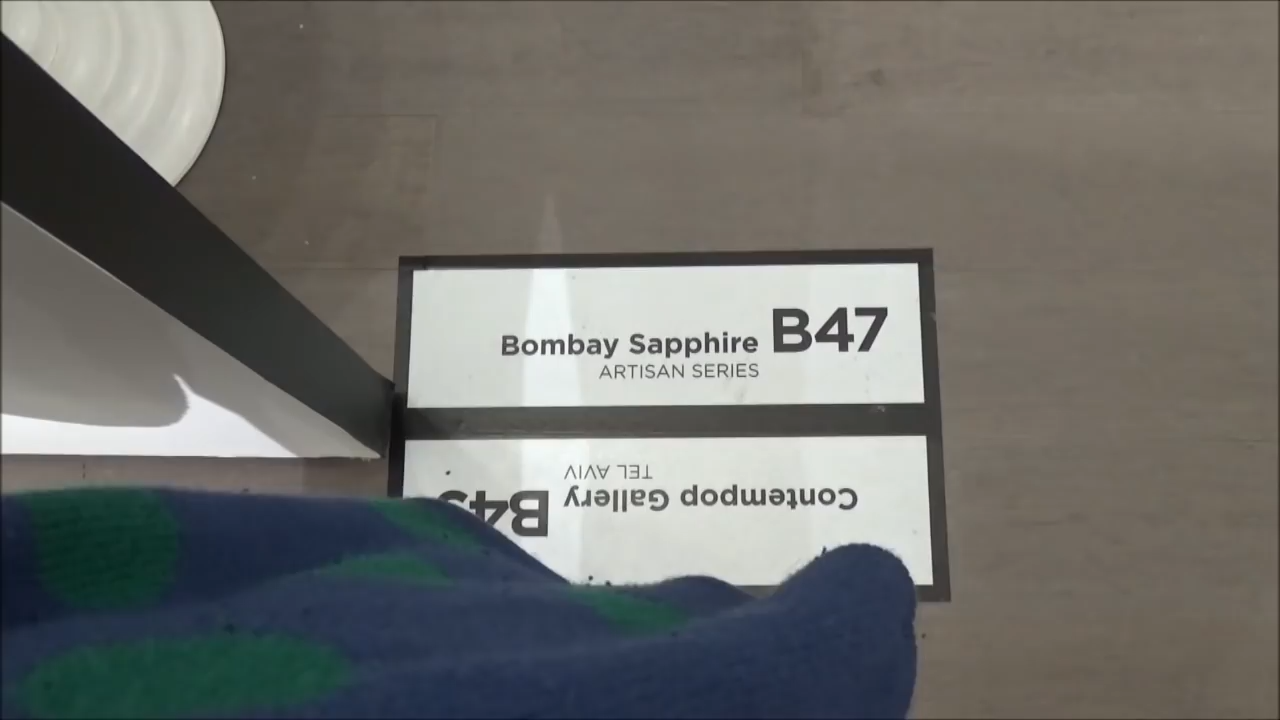 Bombay Sapphire B47
ARTISAN SERIES
Contempop Gallery
TEL AVIV